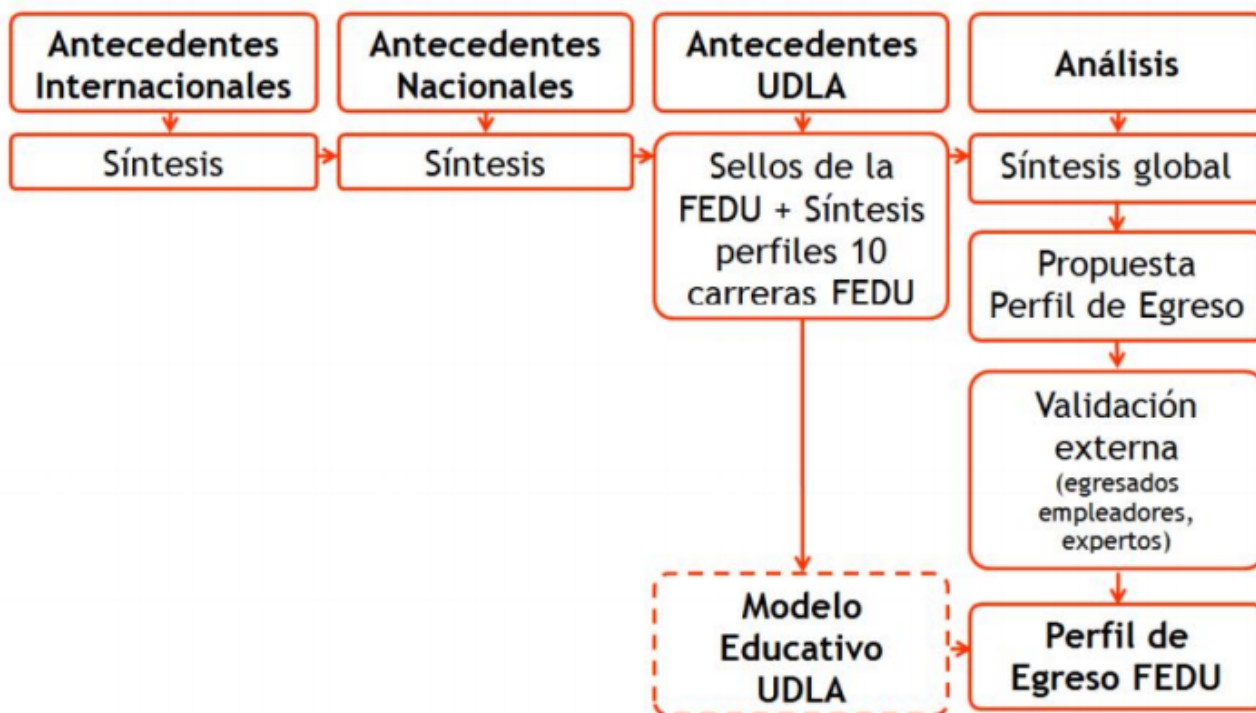 Antecedentes
Internacionales
Antecedentes
Nacionales
Antecedentes
UDLA
Análisis
Síntesis
Síntesis
Sellos de la
FEDU + Síntesis
perfiles 10
carreras FEDU
Síntesis global
Propuesta
Perfil de Egreso
Validación
externa
(egresados
empleadores,
expertos)
Modelo
Educativo
UDLA
Perfil de
Egreso FEDU